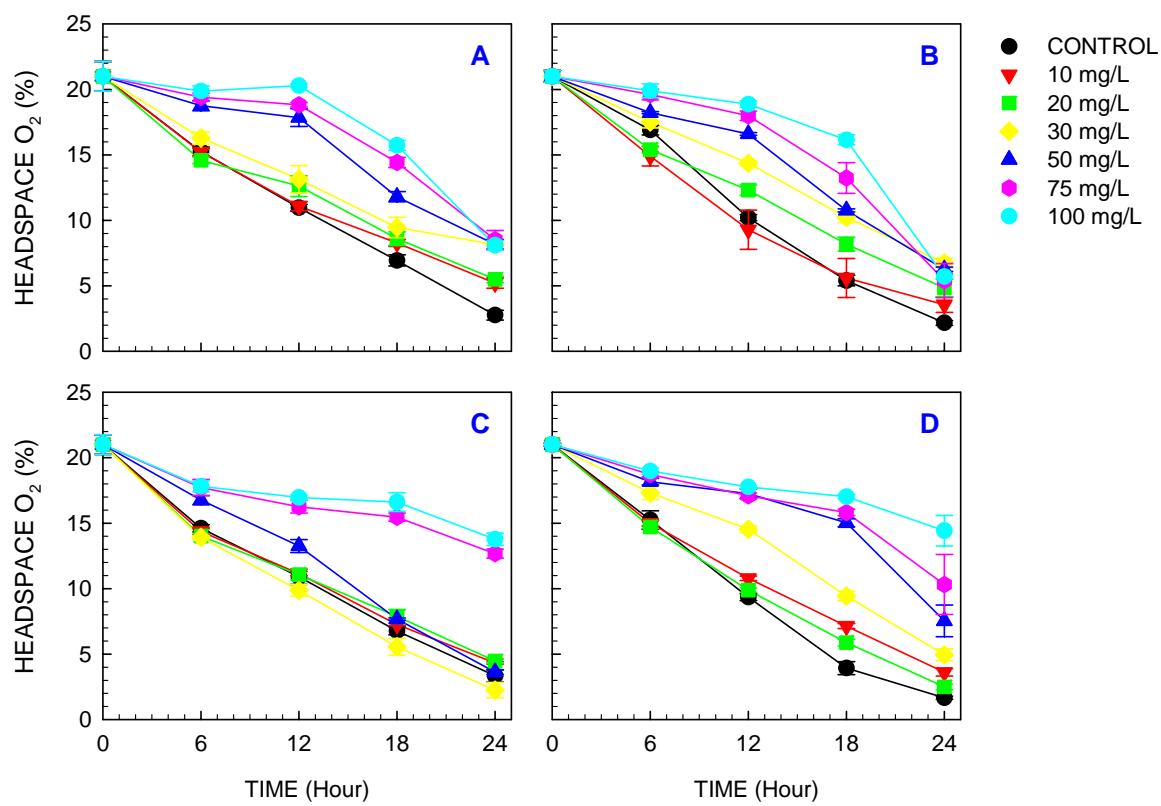 25
20
15
10
5
0
HEADSPACE O2 (%)
A
B
CONTROL
10 mg/L
20 mg/L
30 mg/L
50 mg/L
75 mg/L
100 mg/L
25
20
15
10
5
0
HEADSPACE O2 (%)
C
D
0 6 12 18 24
0 6 12 18 24
TIME (Hour)
TIME (Hour)